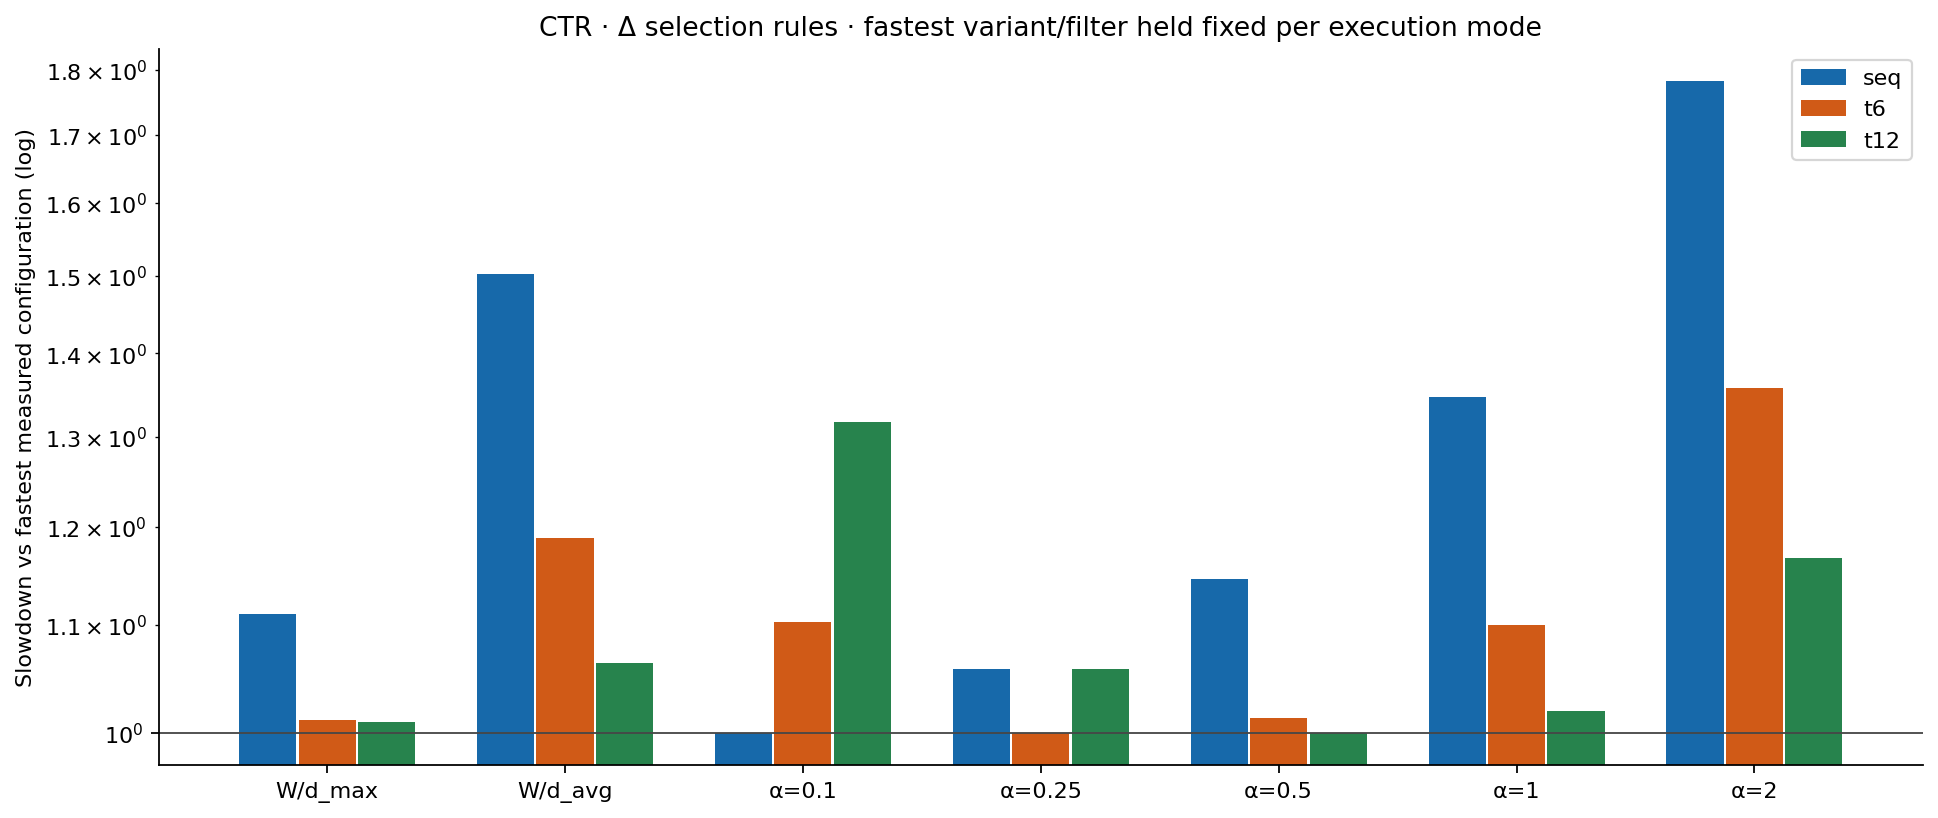 CTR · Δ selection rules · fastest variant/filter held fixed per execution mode
Slowdown vs fastest measured configuration (log)
1.8 × 10⁰
1.7 × 10⁰
1.6 × 10⁰
1.5 × 10⁰
1.4 × 10⁰
1.3 × 10⁰
1.2 × 10⁰
1.1 × 10⁰
10⁰
seq
t6
t12
W/d_max
W/d_avg
α=0.1
α=0.25
α=0.5
α=1
α=2